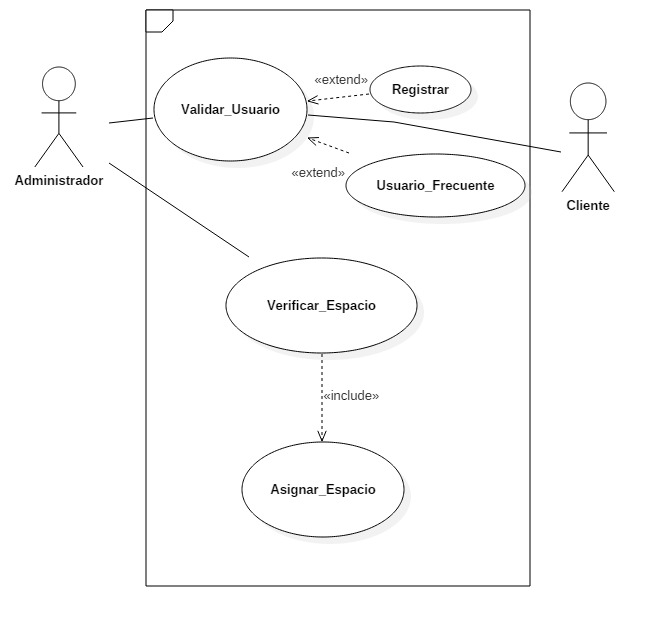 «extend»
Registrar
Validar_Usuario
«extend»
Usuario_Frecuente
Administrador
Cliente
Verificar_Espacio
«include»
Asignar_Espacio